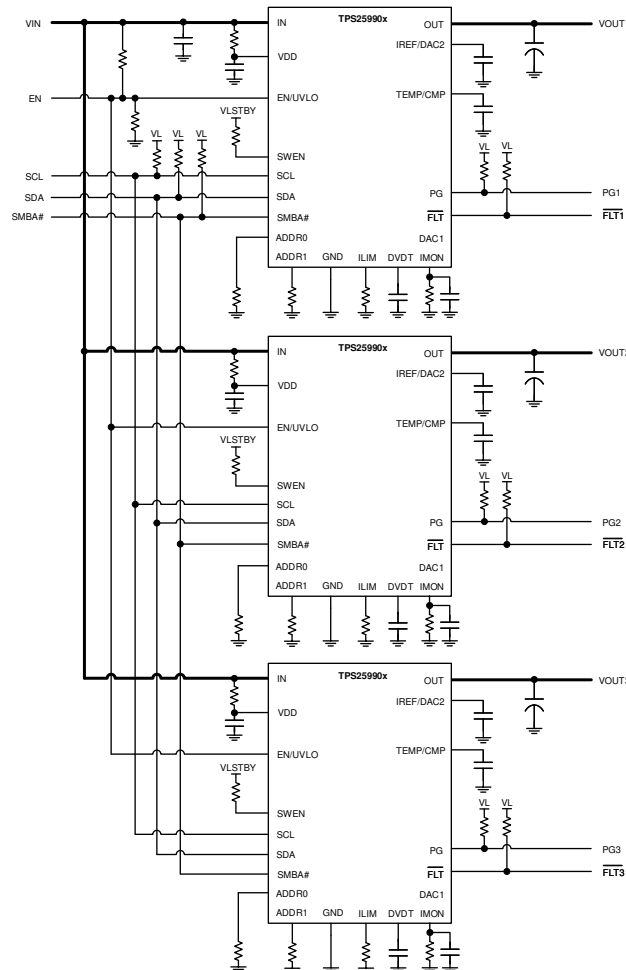 VIN
IN
TPS25990x
OUT
VOUT
IREF/DAC2
VDD
TEMP/CMP
EN
EN/UVLO
VLSTBY
VL
VL
VL
VL
VL
SWEN
SCL
SCL
SDA
SDA
PG
PG1
SMBA#
SMBA#
FLT
FLT1
ADDR0
DAC1
ADDR1
GND
ILIM
DVDT
IMON
IN
TPS25990x
OUT
VOUT2
IREF/DAC2
VDD
TEMP/CMP
EN/UVLO
VLSTBY
VL
VL
SWEN
SCL
SDA
PG
PG2
SMBA#
FLT
FLT2
ADDR0
DAC1
ADDR1
GND
ILIM
DVDT
IMON
IN
TPS25990x
OUT
IREF/DAC2
VDD
TEMP/CMP
EN/UVLO
VLSTBY
VL
VL
SWEN
SCL
SDA
PG
PG3
SMBA#
FLT
FLT3
ADDR0
DAC1
ADDR1
GND
ILIM
DVDT
IMON